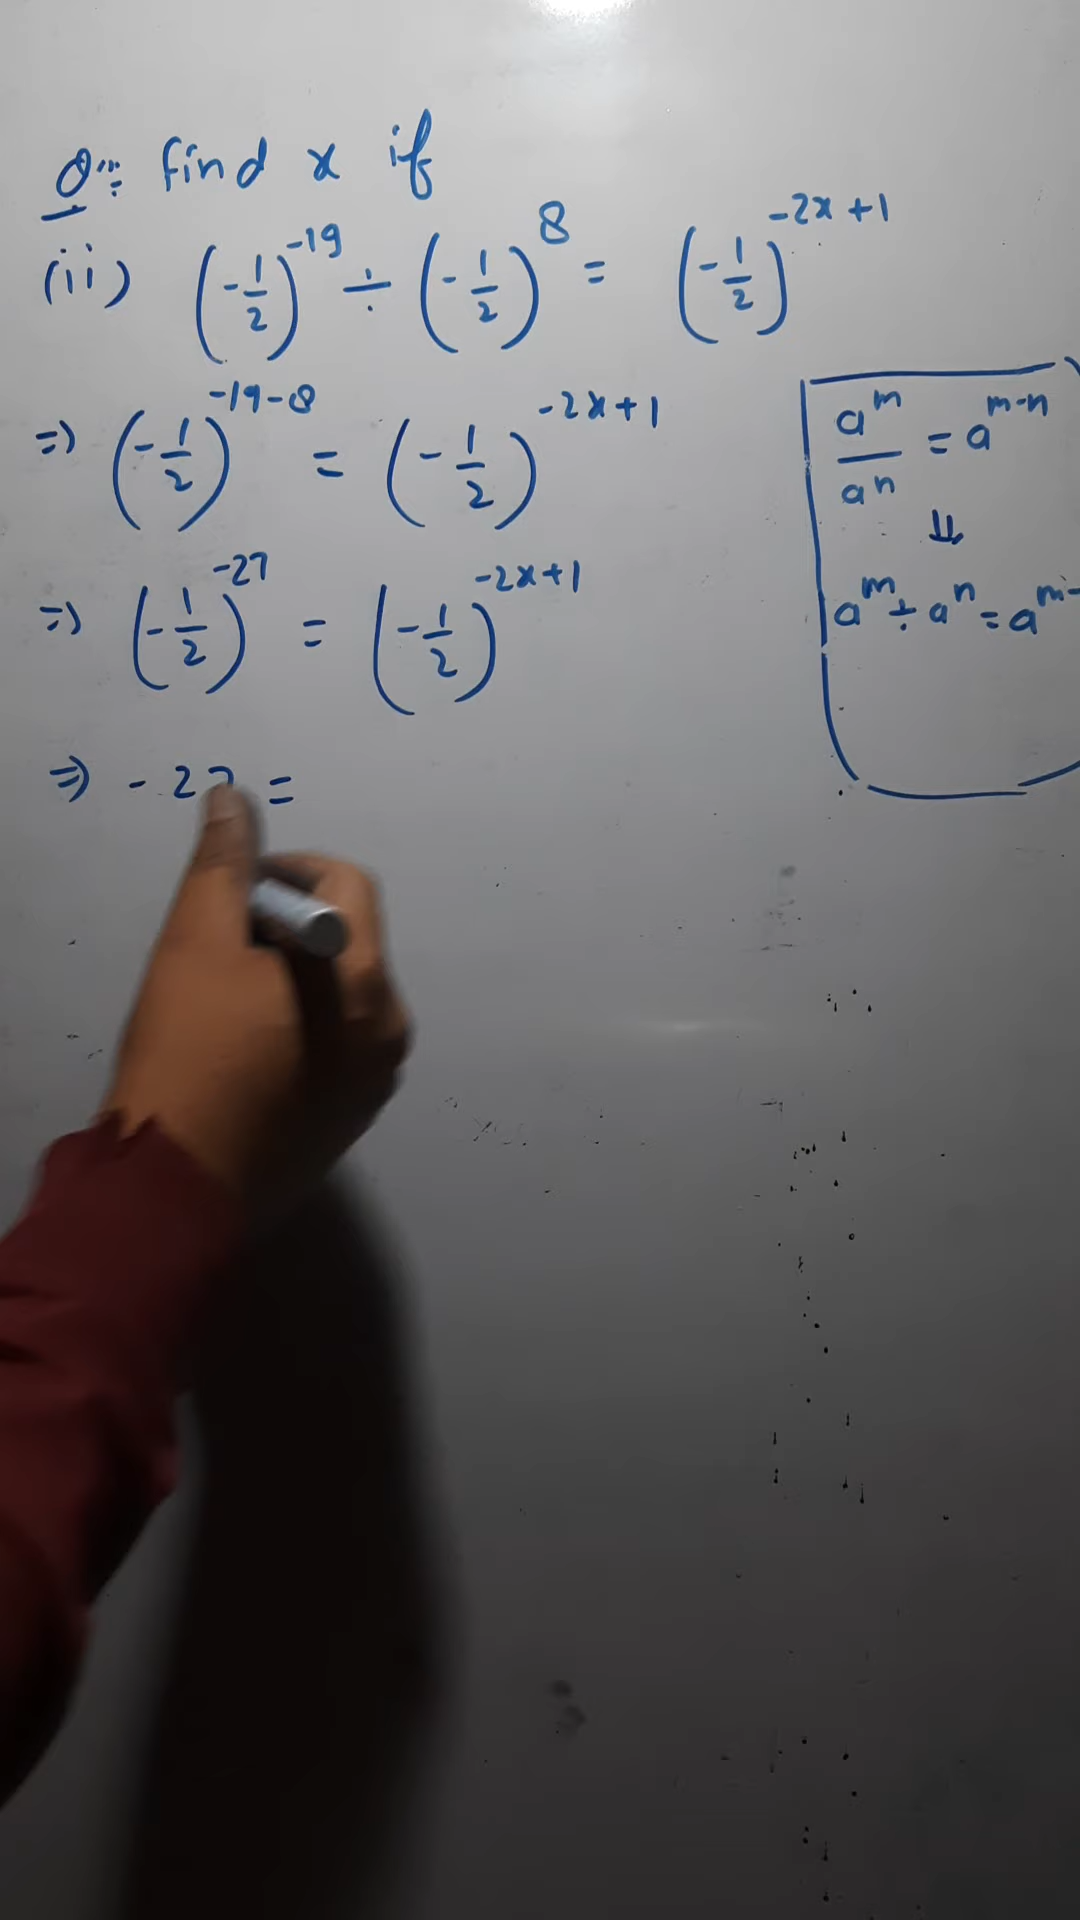 Q:- find x if
(ii) (-1/2)^-19 ÷ (-1/2)^8 = (-1/2)^-2x+1
=> (-1/2)^-19-8 = (-1/2)^-2x+1
=> (-1/2)^-27 = (-1/2)^-2x+1
=> -27 =
a^m/a^n = a^m-n
⇓
a^m ÷ a^n = a^m-